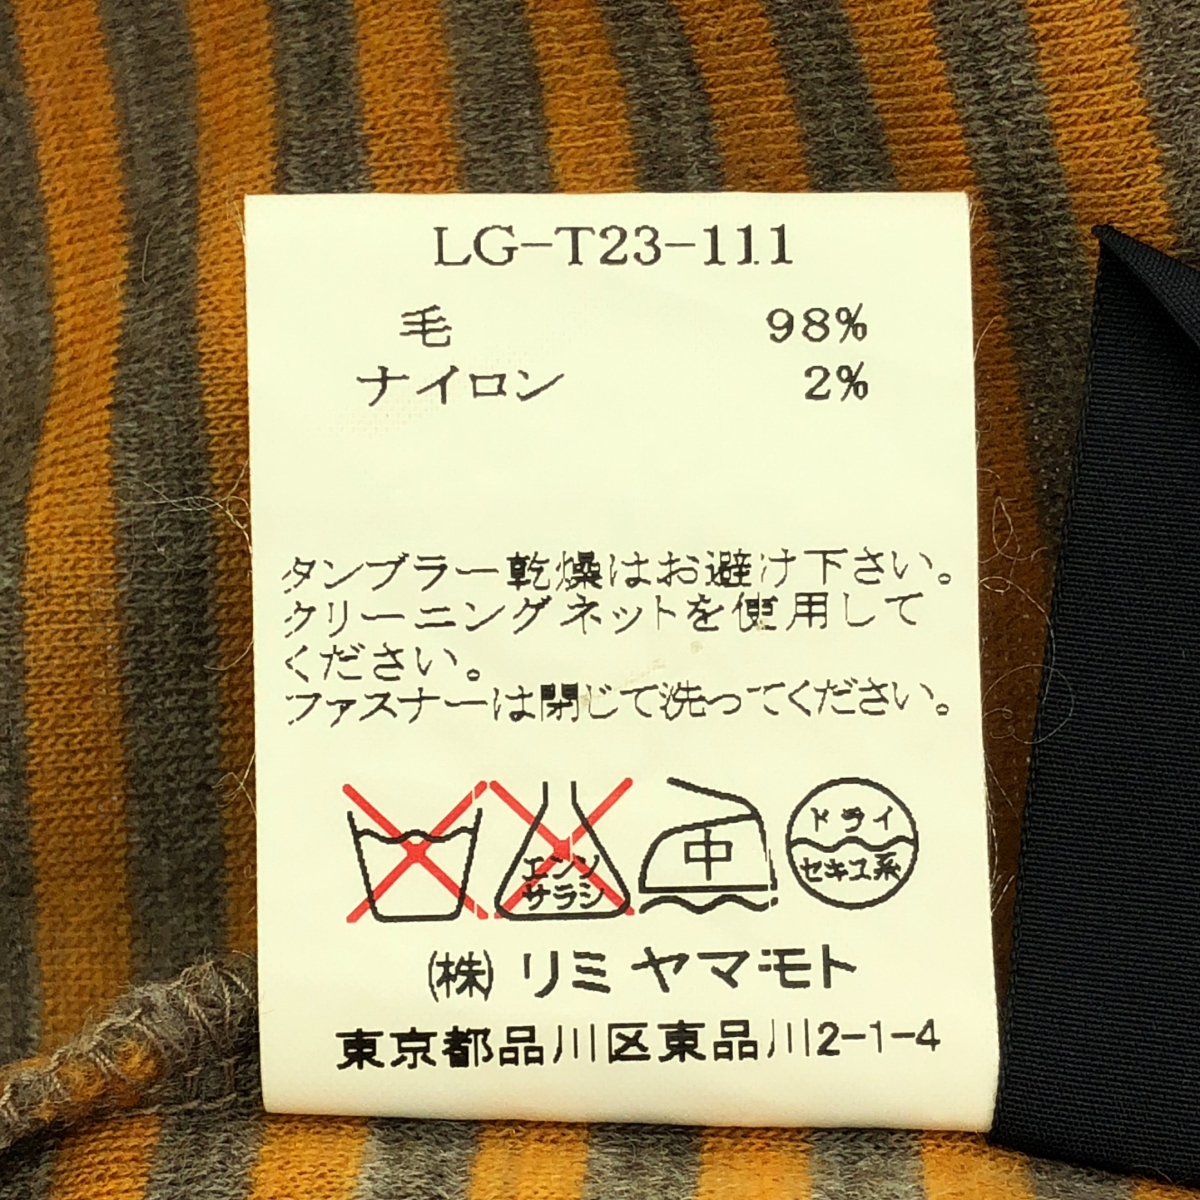 LG-T23-111
毛 98%
ナイロン 2%
タンブラー乾燥はお避け下さい。
クリーニングネットを使用して
ください。
ファスナーは閉じて洗ってください。
エンソ
サラシ
中
ドライ
セキユ系
(株)リミヤマモト
東京都品川区東品川2-1-4